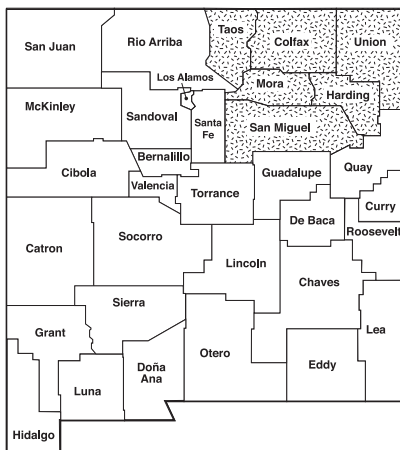 San Juan
Rio Arriba
Taos
Colfax
Union
Los Alamos
Mora
Harding
McKinley
Sandoval
Santa
Fe
San Miguel
Bernalillo
Cibola
Valencia
Torrance
Guadalupe
Quay
Curry
De Baca
Roosevelt
Catron
Socorro
Lincoln
Chaves
Sierra
Grant
Lea
Otero
Eddy
Doña
Ana
Luna
Hidalgo